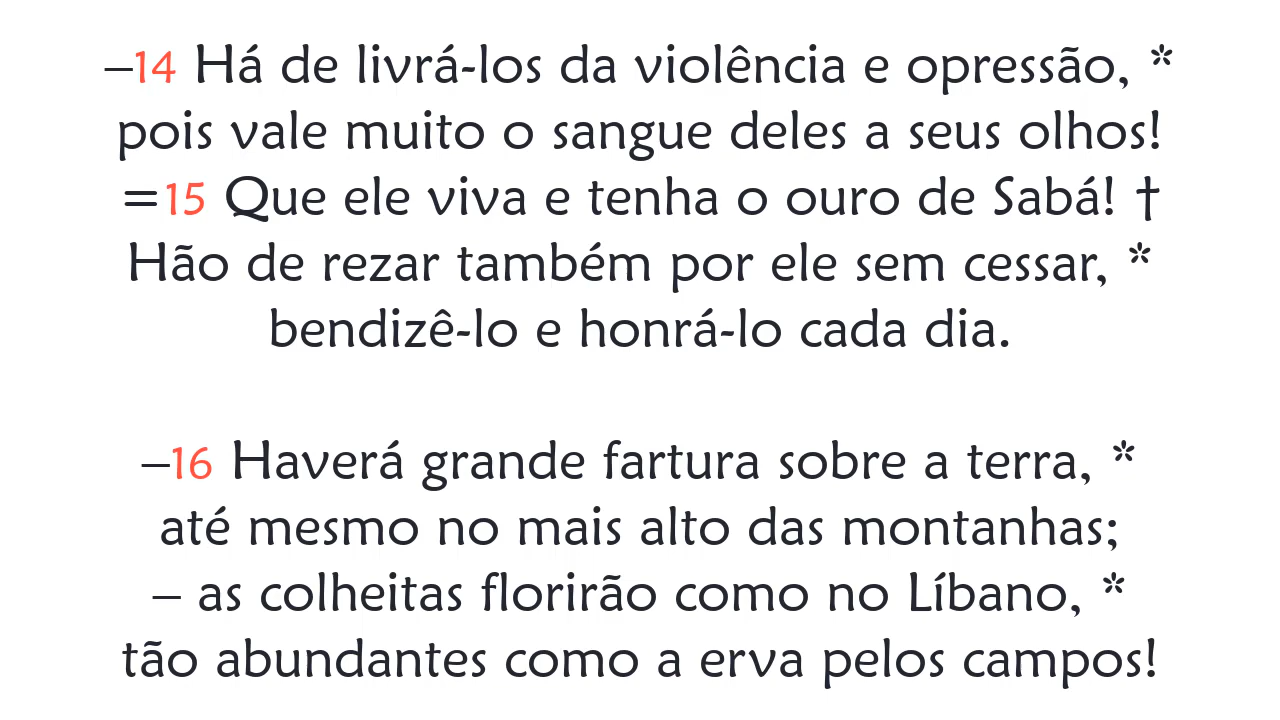 –14 Há de livrá-los da violência e opressão, *
pois vale muito o sangue deles a seus olhos!
=15 Que ele viva e tenha o ouro de Sabá! †
Hão de rezar também por ele sem cessar, *
bendizê-lo e honrá-lo cada dia.
–16 Haverá grande fartura sobre a terra, *
até mesmo no mais alto das montanhas;
– as colheitas florirão como no Líbano, *
tão abundantes como a erva pelos campos!